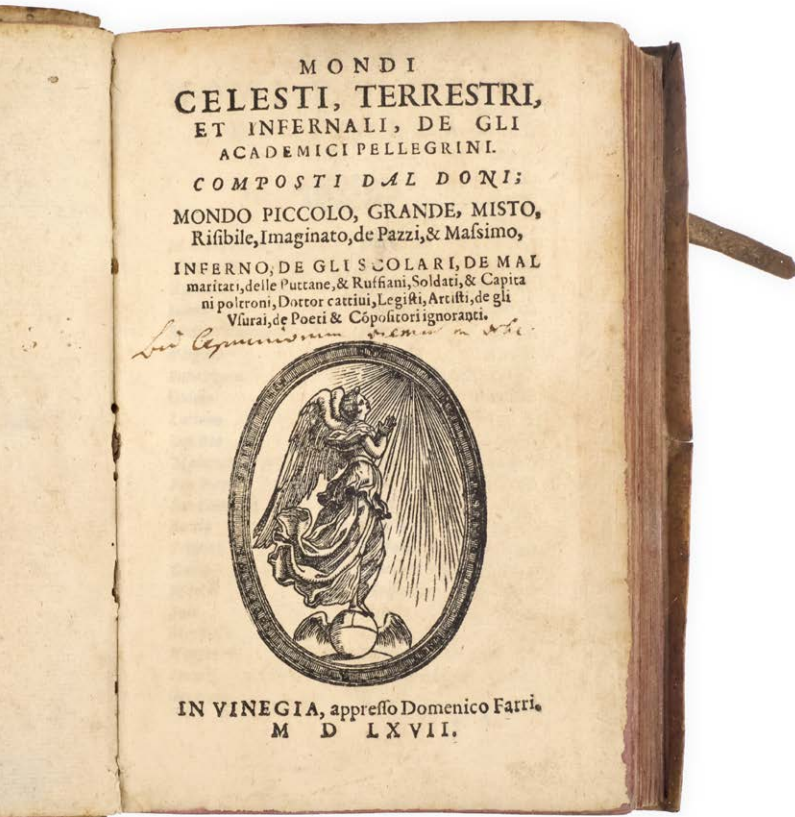 MONDI
CELESTI, TERRESTRI,
ET INFERNALI, DE GLI
ACADEMICI PELLEGRINI.
COMPOSTI DAL DONI;
MONDO PICCOLO, GRANDE, MISTO,
Riſibile, Imaginato, de Pazzi, & Maſsimo,
INFERNO, DE GLI SCOLARI, DE MAL
maritati, delle Puttane, & Ruffiani, Soldati, & Capita
ni poltroni, Dottor cattiui, Legiſti, Artiſti, de gli
Vſurai, de Poeti & Cõpoſitori ignoranti.
IN VINEGIA, appreſſo Domenico Farri.
M D LXVII.